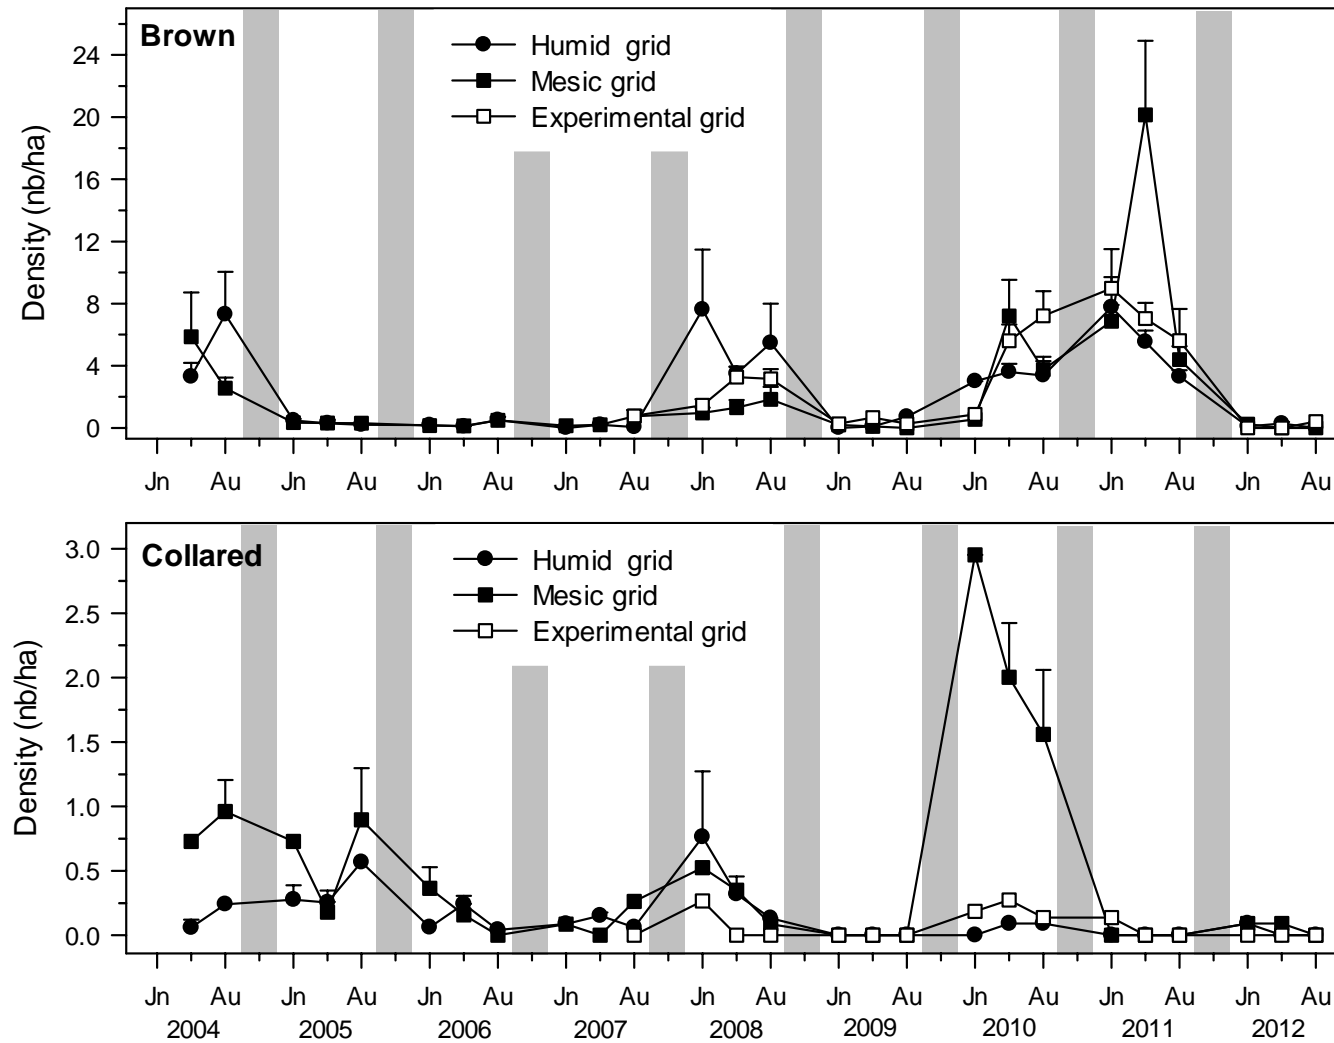 Brown
Humid grid
Mesic grid
Experimental grid
Density (nb/ha)
24
20
16
12
8
4
0
Jn Au Jn Au Jn Au Jn Au Jn Au Jn Au Jn Au Jn Au Jn Au
Collared
Humid grid
Mesic grid
Experimental grid
Density (nb/ha)
3.0
2.5
2.0
1.5
1.0
0.5
0.0
Jn Au Jn Au Jn Au Jn Au Jn Au Jn Au Jn Au Jn Au Jn Au
2004 2005 2006 2007 2008 2009 2010 2011 2012